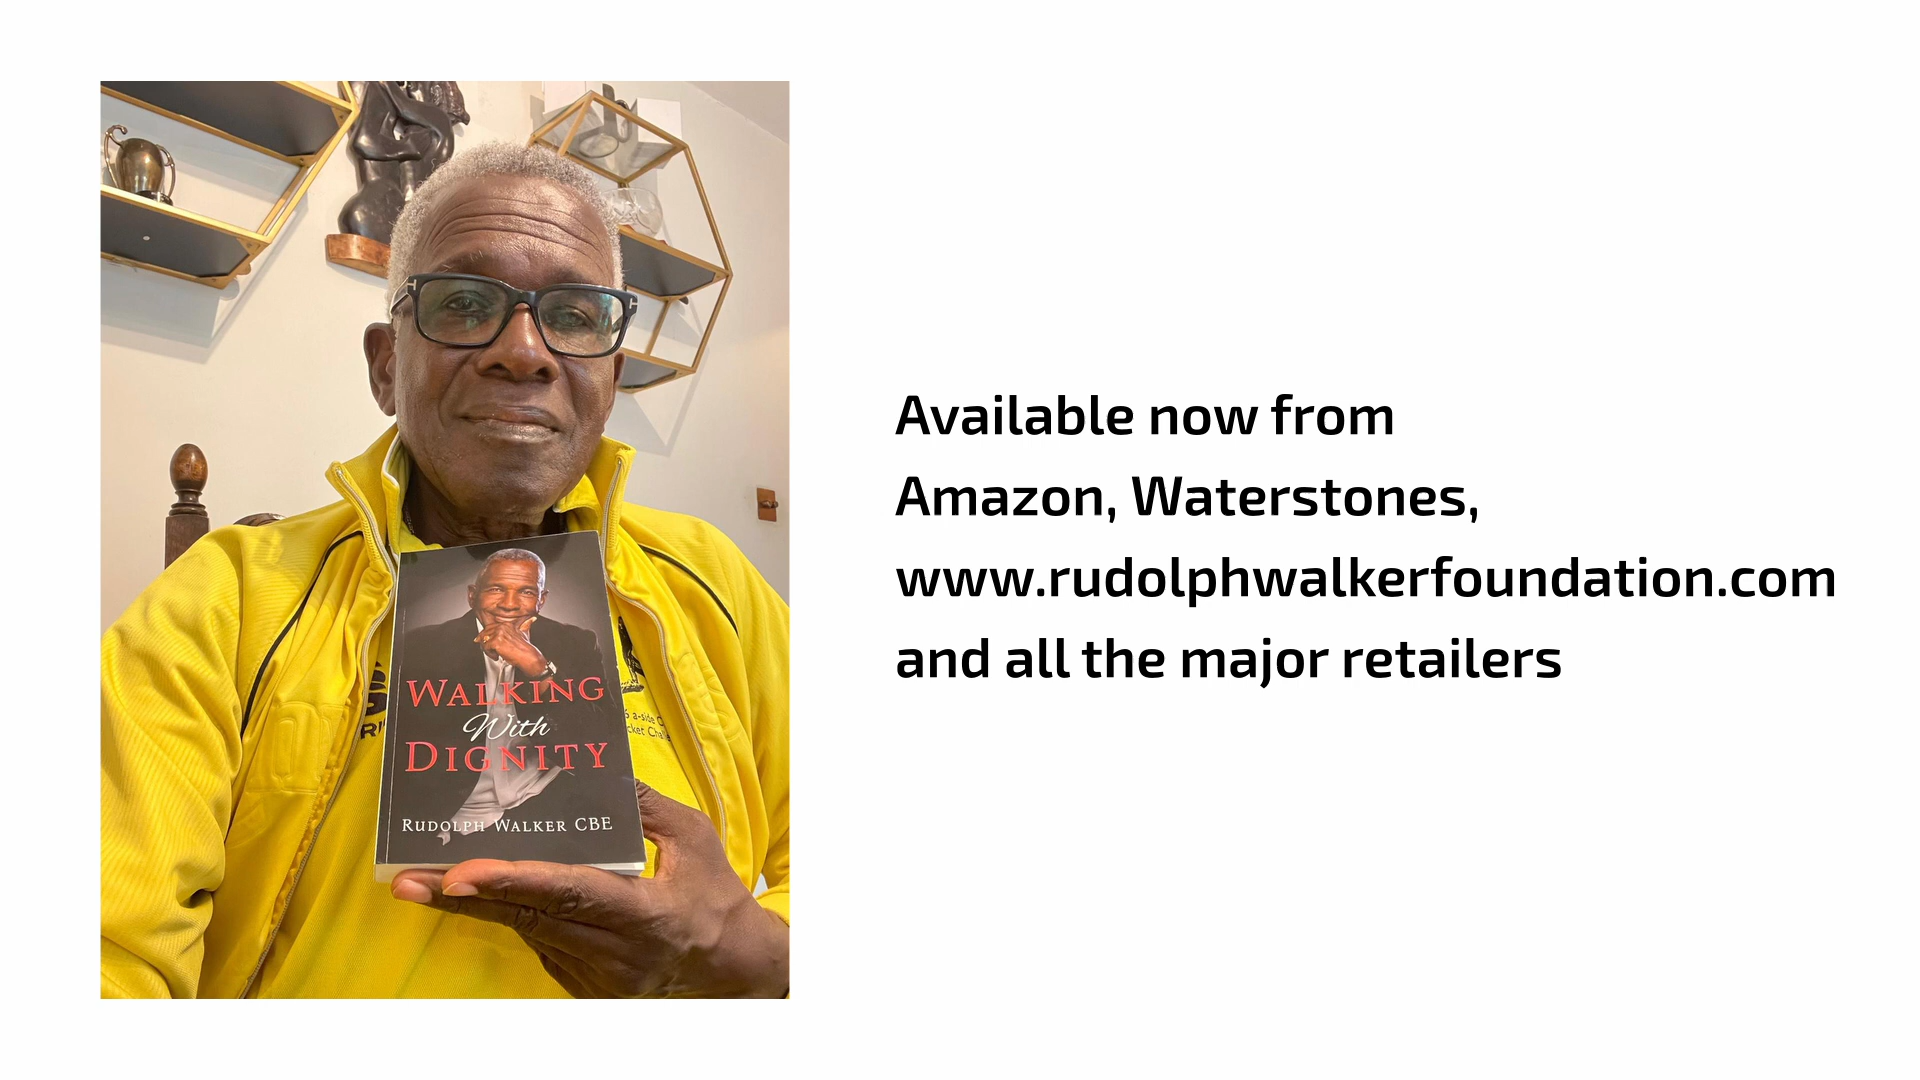 WALKING
With
DIGNITY
RUDOLPH WALKER CBE
Available now from
Amazon, Waterstones,
www.rudolphwalkerfoundation.com
and all the major retailers